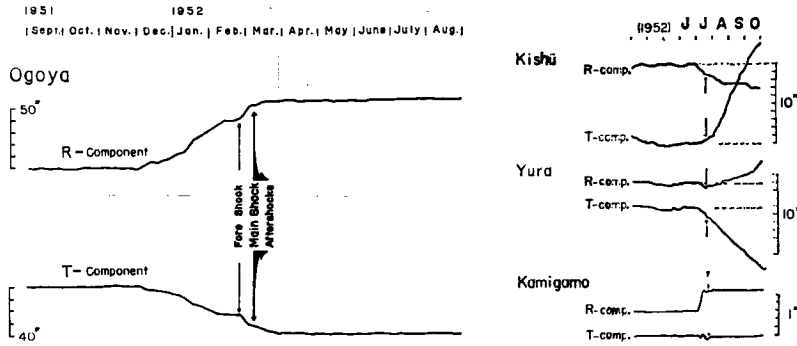 1951 1952
| Sept. | Oct. | Nov. | Dec. | Jan. | Feb. | Mar. | Apr. | May | June | July | Aug. |
Ogoya
50"
R - Component
Fore Shock
Main Shock
Aftershocks
T - Component
40"
(1952) J J A S O
Kishū
R-comp.
10"
T-comp.
Yura
R-comp.
T-comp.
10"
Kamigamo
R-comp.
1"
T-comp.